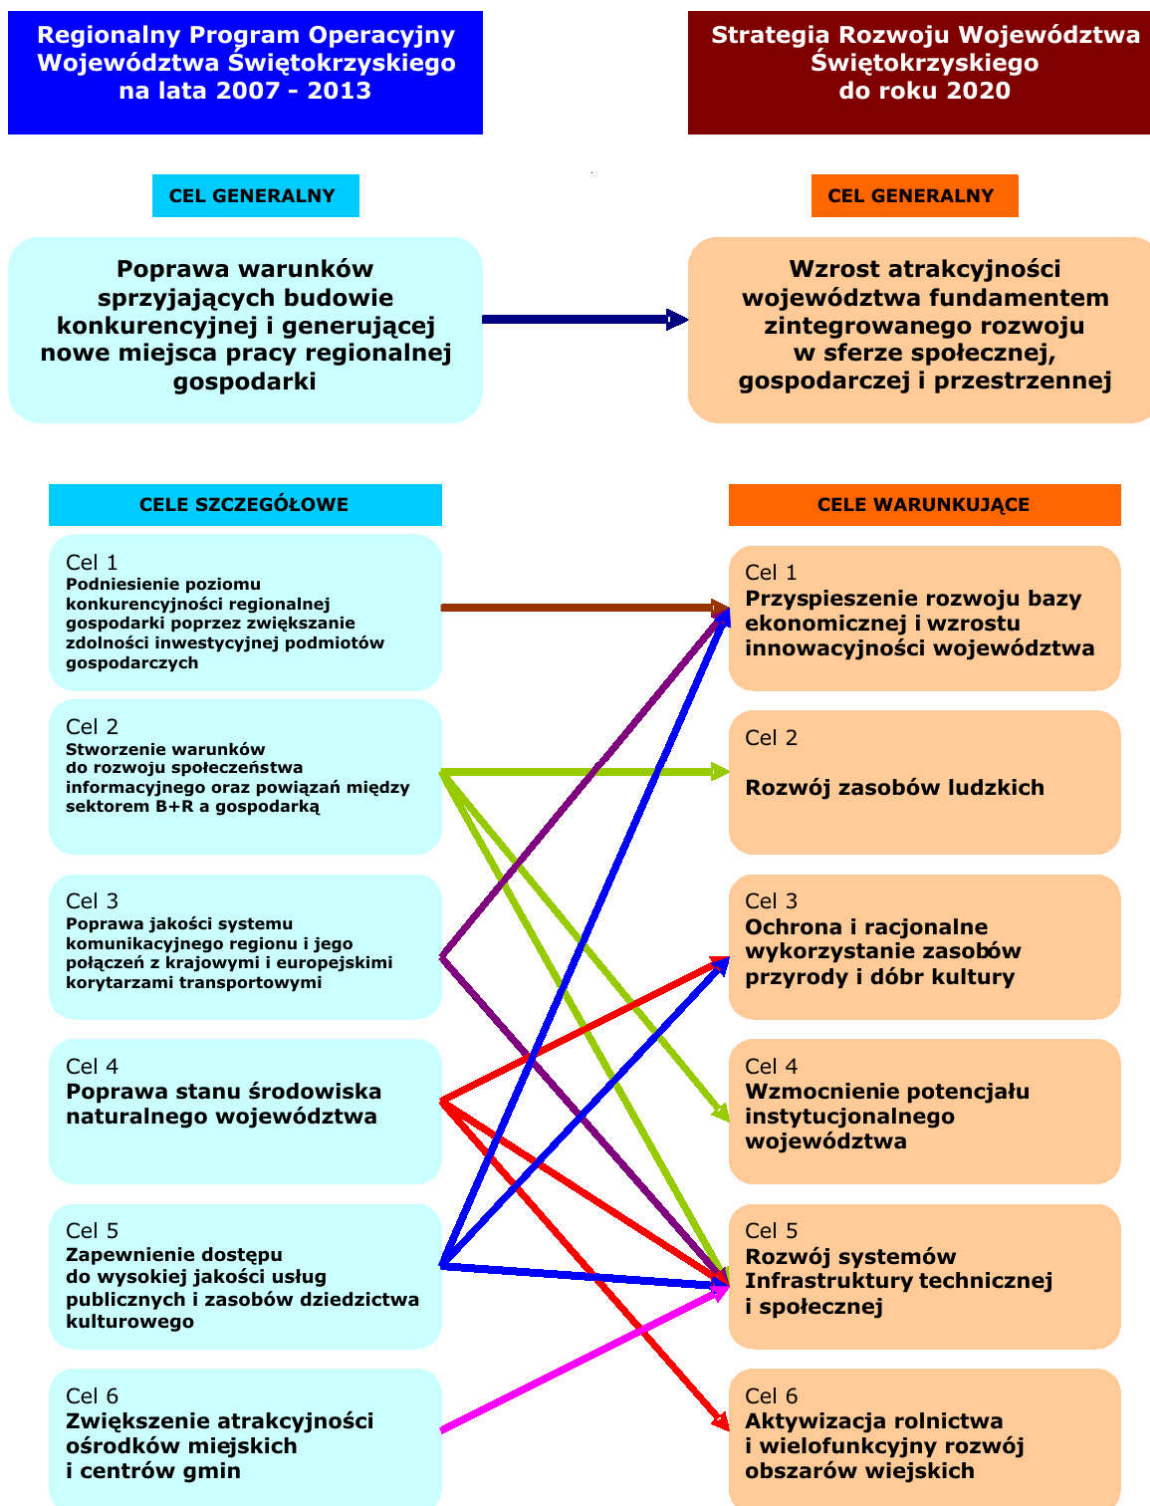 Regionalny Program Operacyjny
Województwa Świętokrzyskiego
na lata 2007 - 2013
Strategia Rozwoju Województwa
Świętokrzyskiego
do roku 2020
CEL GENERALNY
CEL GENERALNY
Poprawa warunków
sprzyjających budowie
konkurencyjnej i generującej
nowe miejsca pracy regionalnej
gospodarki
Wzrost atrakcyjności
województwa fundamentem
zintegrowanego rozwoju
w sferze społecznej,
gospodarczej i przestrzennej
CELE SZCZEGÓŁOWE
CELE WARUNKUJĄCE
Cel 1
Podniesienie poziomu
konkurencyjności regionalnej
gospodarki poprzez zwiększanie
zdolności inwestycyjnej podmiotów
gospodarczych
Cel 1
Przyspieszenie rozwoju bazy
ekonomicznej i wzrostu
innowacyjności województwa
Cel 2
Stworzenie warunków
do rozwoju społeczeństwa
informacyjnego oraz powiązań między
sektorem B+R a gospodarką
Cel 2
Rozwój zasobów ludzkich
Cel 3
Poprawa jakości systemu
komunikacyjnego regionu i jego
połączeń z krajowymi i europejskimi
korytarzami transportowymi
Cel 3
Ochrona i racjonalne
wykorzystanie zasobów
przyrody i dóbr kultury
Cel 4
Poprawa stanu środowiska
naturalnego województwa
Cel 4
Wzmocnienie potencjału
instytucjonalnego
województwa
Cel 5
Zapewnienie dostępu
do wysokiej jakości usług
publicznych i zasobów dziedzictwa
kulturowego
Cel 5
Rozwój systemów
Infrastruktury technicznej
i społecznej
Cel 6
Zwiększenie atrakcyjności
ośrodków miejskich
i centrów gmin
Cel 6
Aktywizacja rolnictwa
i wielofunkcyjny rozwój
obszarów wiejskich